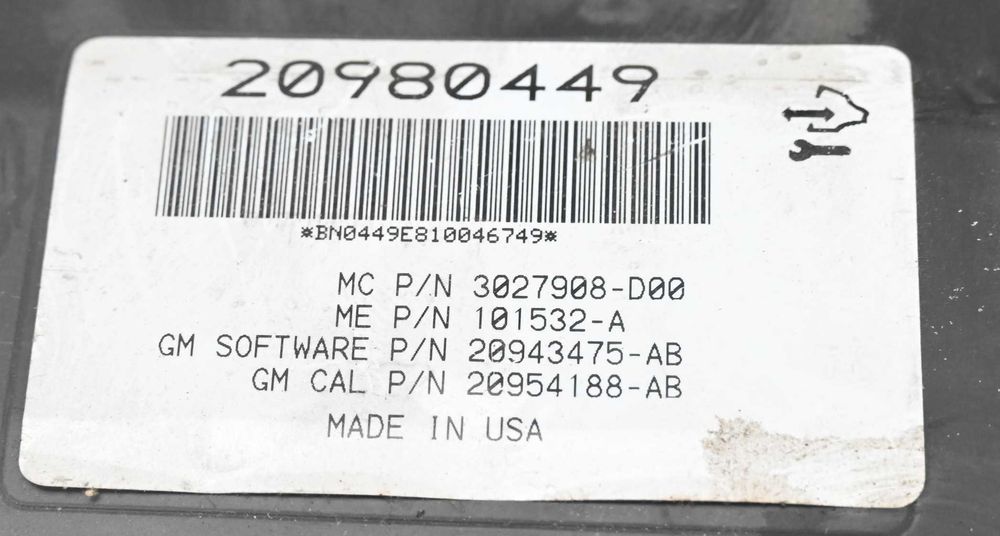 20980449
*BN0449E810046749*
MC P/N 3027908-D00
ME P/N 101532-A
GM SOFTWARE P/N 20943475-AB
GM CAL P/N 20954188-AB
MADE IN USA